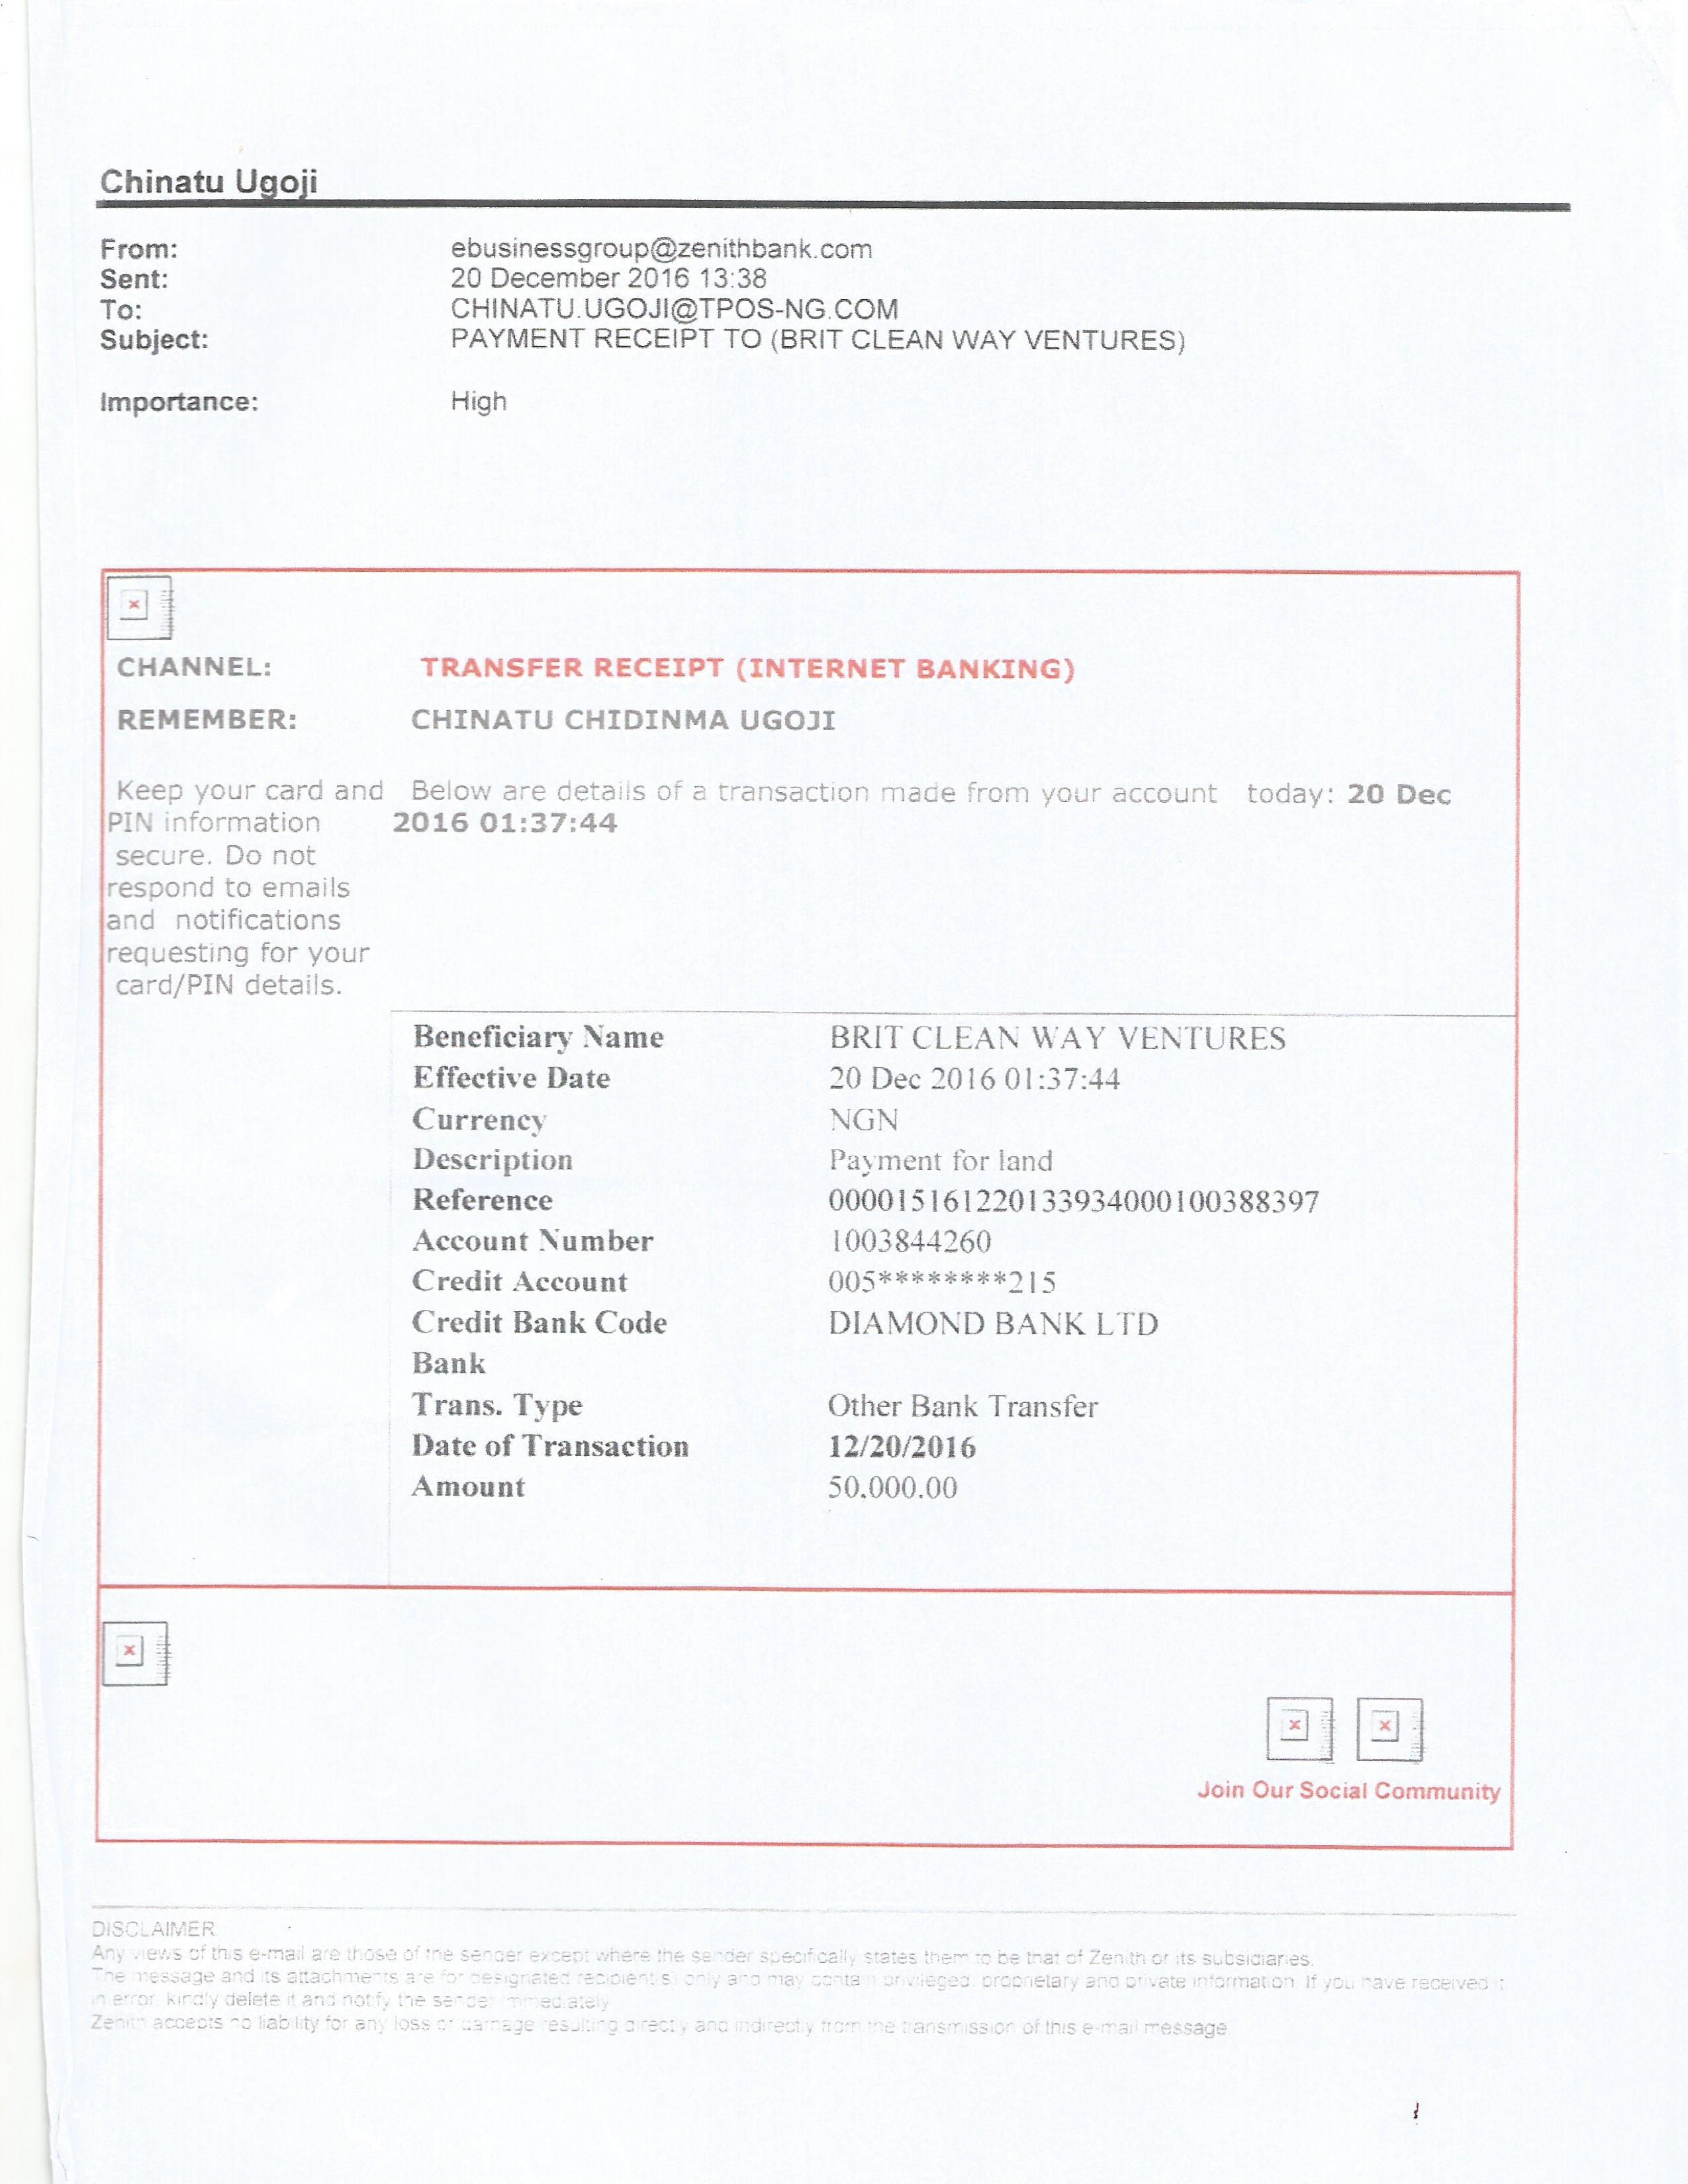 Chinatu Ugoji
From: ebusinessgroup@zenithbank.com
Sent: 20 December 2016 13:38
To: CHINATU.UGOJI@TPOS-NG.COM
Subject: PAYMENT RECEIPT TO (BRIT CLEAN WAY VENTURES)
Importance: High
CHANNEL: TRANSFER RECEIPT (INTERNET BANKING)
REMEMBER: CHINATU CHIDINMA UGOJI
Keep your card and Below are details of a transaction made from your account today: 20 Dec
PIN information 2016 01:37:44
secure. Do not
respond to emails
and notifications
requesting for your
card/PIN details.
Beneficiary Name BRIT CLEAN WAY VENTURES
Effective Date 20 Dec 2016 01:37:44
Currency NGN
Description Payment for land
Reference 000015161220133934000100388397
Account Number 1003844260
Credit Account 005********215
Credit Bank Code DIAMOND BANK LTD
Bank
Trans. Type Other Bank Transfer
Date of Transaction 12/20/2016
Amount 50,000.00
Join Our Social Community
DISCLAIMER
Any views of this e-mail are those of the sender except where the sender specifically states them to be that of Zenith or its subsidiaries.
The message and its attachments are for designated recipient(s) only and may contain privileged, proprietary and private information. If you have received it
in error, kindly delete it and notify the sender immediately.
Zenith accepts no liability for any loss or damage resulting directly and indirectly from the transmission of this e-mail message.